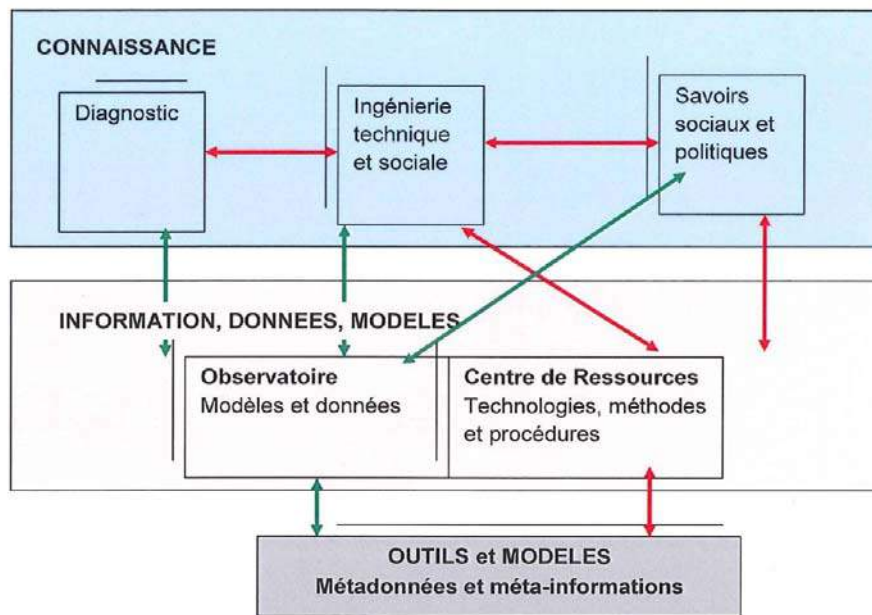 CONNAISSANCE
Diagnostic
Ingénierie
technique
et sociale
Savoirs
sociaux et
politiques
INFORMATION, DONNEES, MODELES
Observatoire
Modèles et données
Centre de Ressources
Technologies, méthodes
et procédures
OUTILS et MODELES
Métadonnées et méta-informations